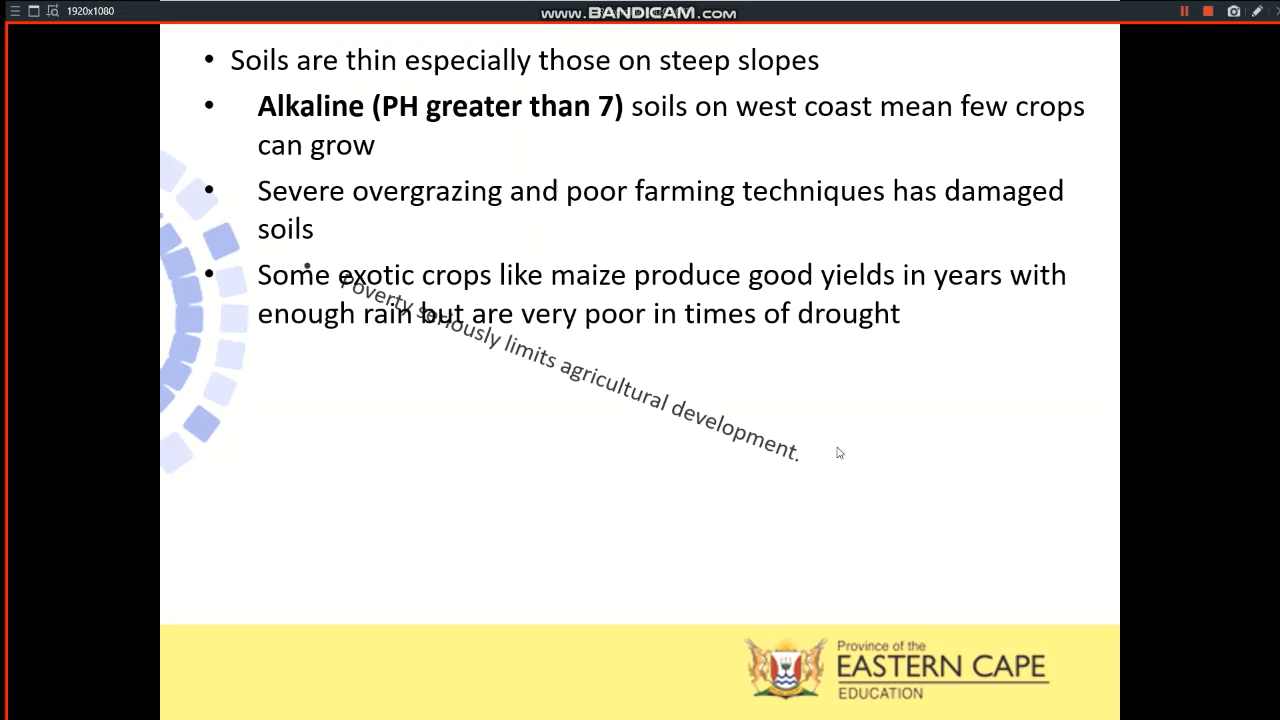 1920x1080
www.BANDICAM.com
• Soils are thin especially those on steep slopes
• Alkaline (PH greater than 7) soils on west coast mean few crops
can grow
• Severe overgrazing and poor farming techniques has damaged
soils
• Some exotic crops like maize produce good yields in years with
enough rain but are very poor in times of drought
• Poverty seriously limits agricultural development.
Province of the
EASTERN CAPE
EDUCATION